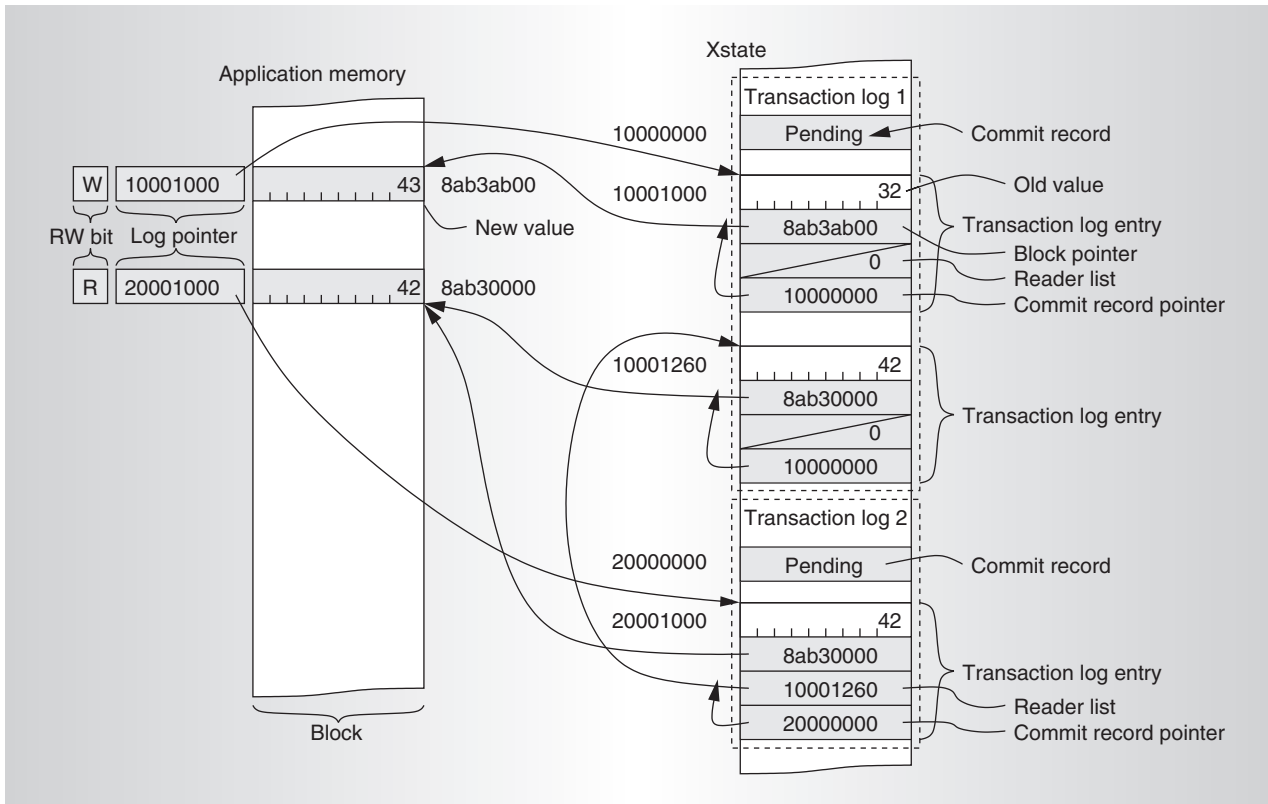 Xstate
Application memory
Transaction log 1
10000000
Pending
Commit record
W
10001000
43
8ab3ab00
10001000
32
Old value
New value
8ab3ab00
Transaction log entry
RW bit
Log pointer
Block pointer
0
Reader list
R
20001000
42
8ab30000
10000000
Commit record pointer
10001260
42
8ab30000
Transaction log entry
0
10000000
Transaction log 2
20000000
Pending
Commit record
20001000
42
8ab30000
Transaction log entry
10001260
Reader list
20000000
Commit record pointer
Block